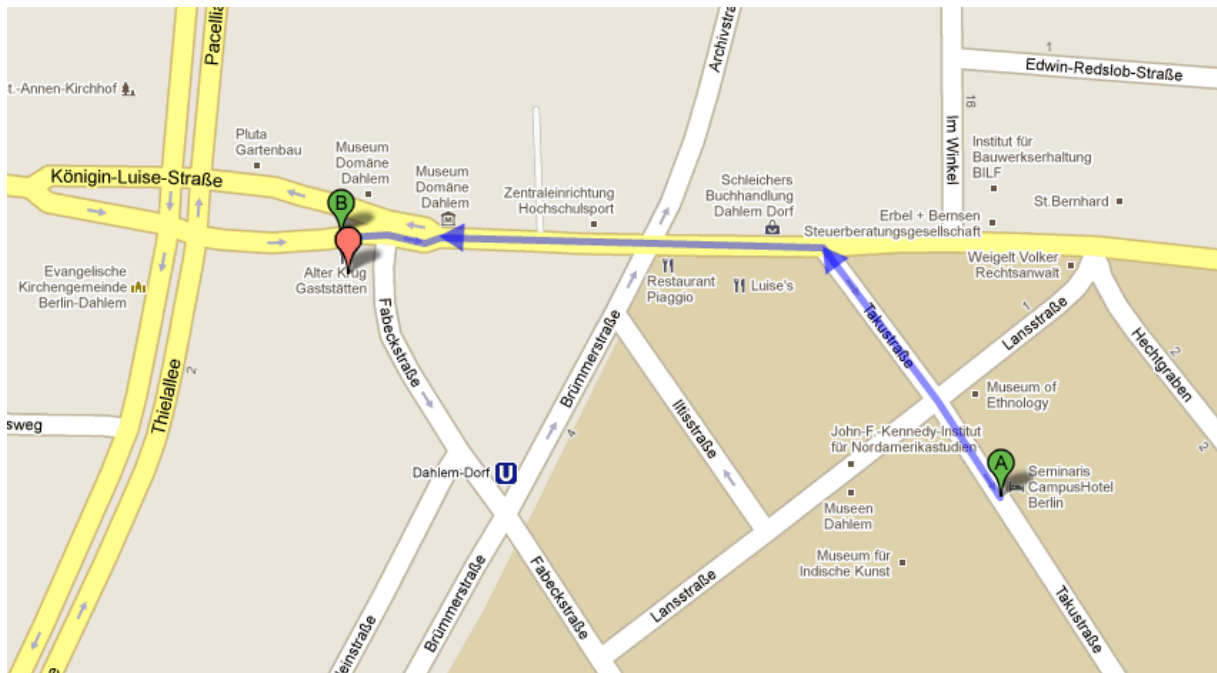 Pacellia
Archivstraße
1
Edwin-Redslob-Straße
t.-Annen-Kirchhof
16
Im Winkel
Pluta
Gartenbau
Museum
Domäne
Dahlem
Institut für
Bauwerkserhaltung
BILF
Königin-Luise-Straße
Museum
Domäne
Dahlem
Zentraleinrichtung
Hochschulsport
Schleichers
Buchhandlung
Dahlem Dorf
St.Bernhard
B
Erbel + Bernsen
Steuerberatungsgesellschaft
Weigelt Volker
Rechtsanwalt
Evangelische
Kirchengemeinde
Berlin-Dahlem
Alter Krug
Gaststätten
Restaurant
Piaggio
Luise's
1
Lansstraße
Takustraße
Fabeckstraße
Brümmerstraße
2
Hechtgraben
2
Thielallee
2
Iltisstraße
Museum of
Ethnology
sweg
4
John-F.-Kennedy-Institut
für Nordamerikastudien
Dahlem-Dorf
U
A
Seminaris
CampusHotel
Berlin
Museen
Dahlem
Museum für
Indische Kunst
Fabeckstraße
Brümmerstraße
Lansstraße
Takustraße
einstraße